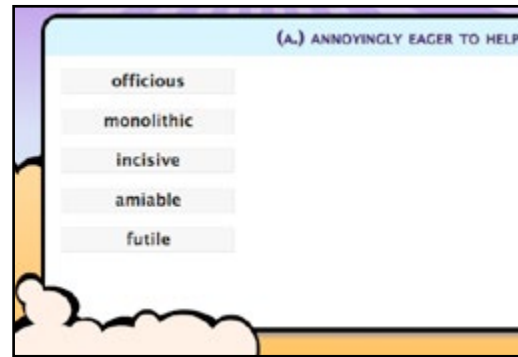 (A.) ANNOYINGLY EAGER TO HELP
officious
monolithic
incisive
amiable
futile